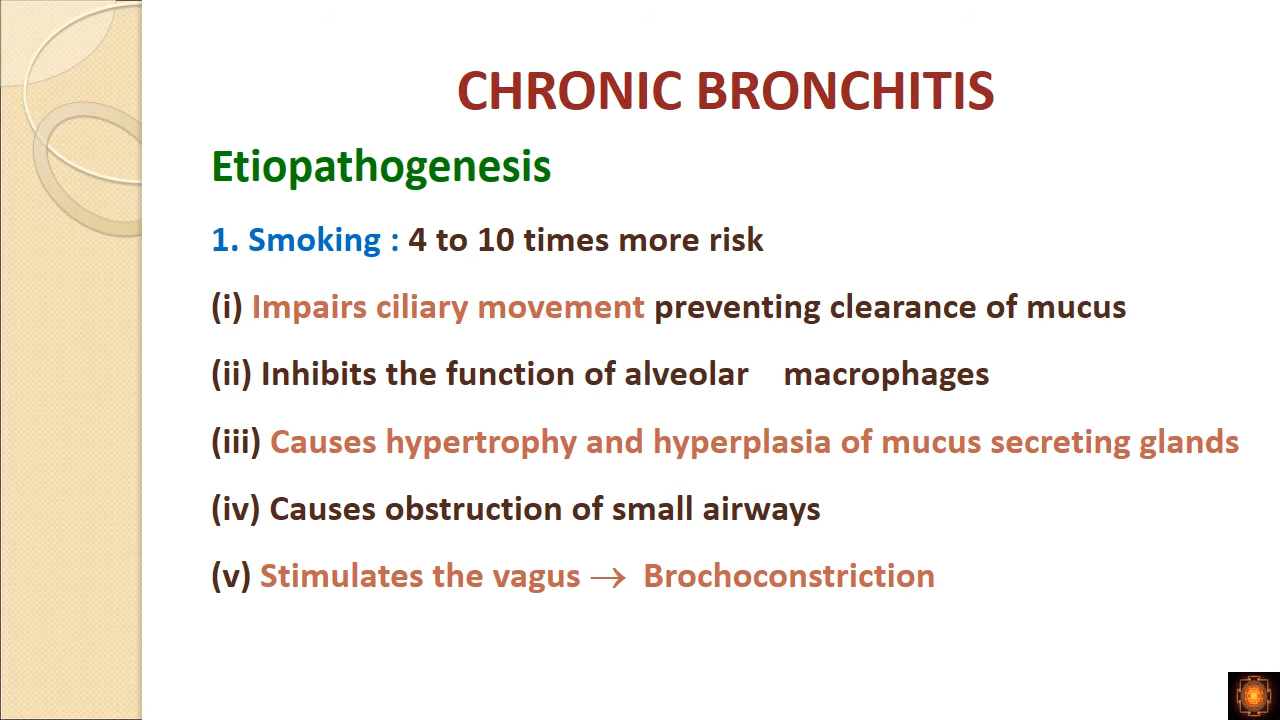 CHRONIC BRONCHITIS
Etiopathogenesis
1. Smoking : 4 to 10 times more risk
(i) Impairs ciliary movement preventing clearance of mucus
(ii) Inhibits the function of alveolar macrophages
(iii) Causes hypertrophy and hyperplasia of mucus secreting glands
(iv) Causes obstruction of small airways
(v) Stimulates the vagus → Brochoconstriction